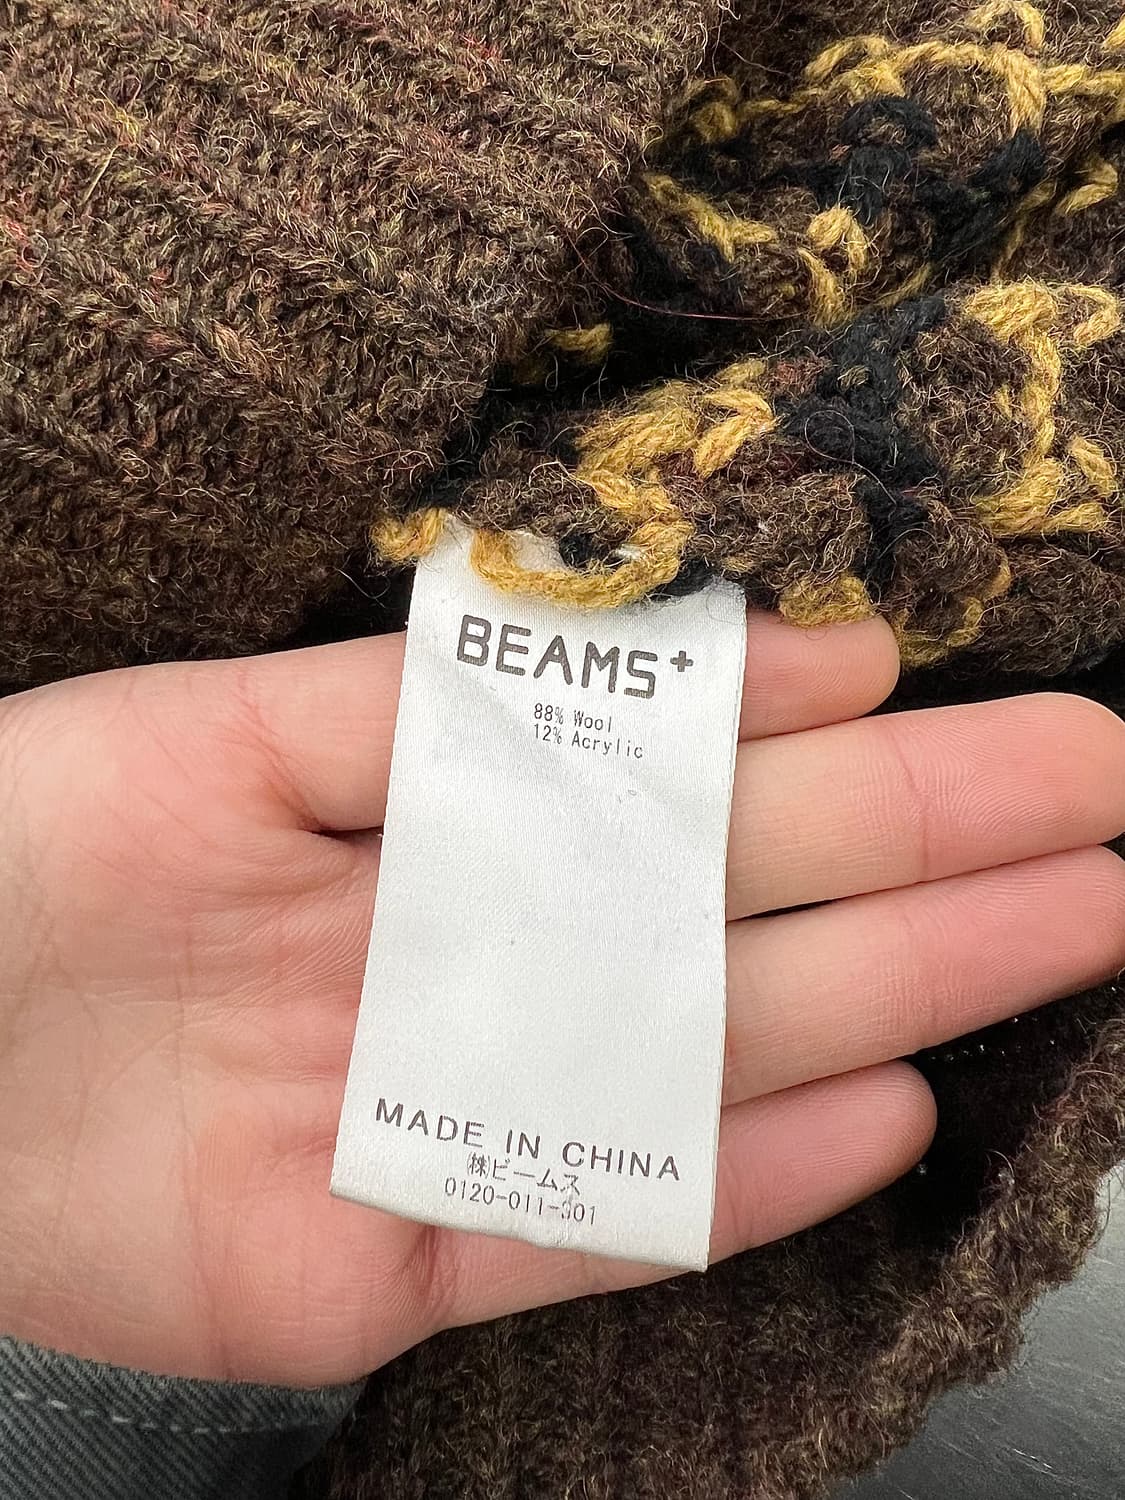 BEAMS+
88% Wool
12% Acrylic
MADE IN CHINA
㈱ビームス
0120-011-301